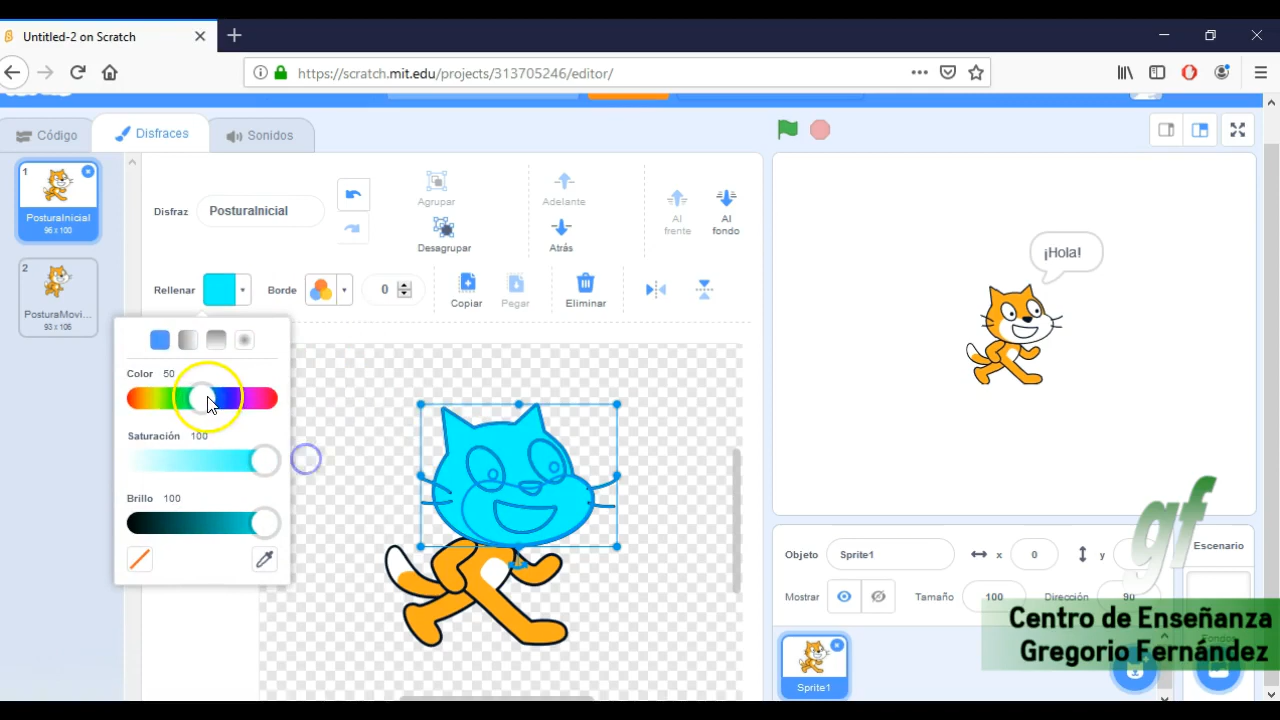 Untitled-2 on Scratch
https://scratch.mit.edu/projects/313705246/editor/
Código
Disfraces
Sonidos
1
PosturaInicial
96 x 100
2
PosturaMovi...
93 x 106
Disfraz
PosturaInicial
Agrupar
Desagrupar
Adelante
Atrás
Al frente
Al fondo
Rellenar
Borde
0
Copiar
Pegar
Eliminar
Color 50
Saturación 100
Brillo 100
¡Hola!
Objeto
Sprite1
x
0
y
Mostrar
Tamaño
100
Dirección
90
Escenario
Fondos
Sprite1
gf
Centro de Enseñanza
Gregorio Fernández